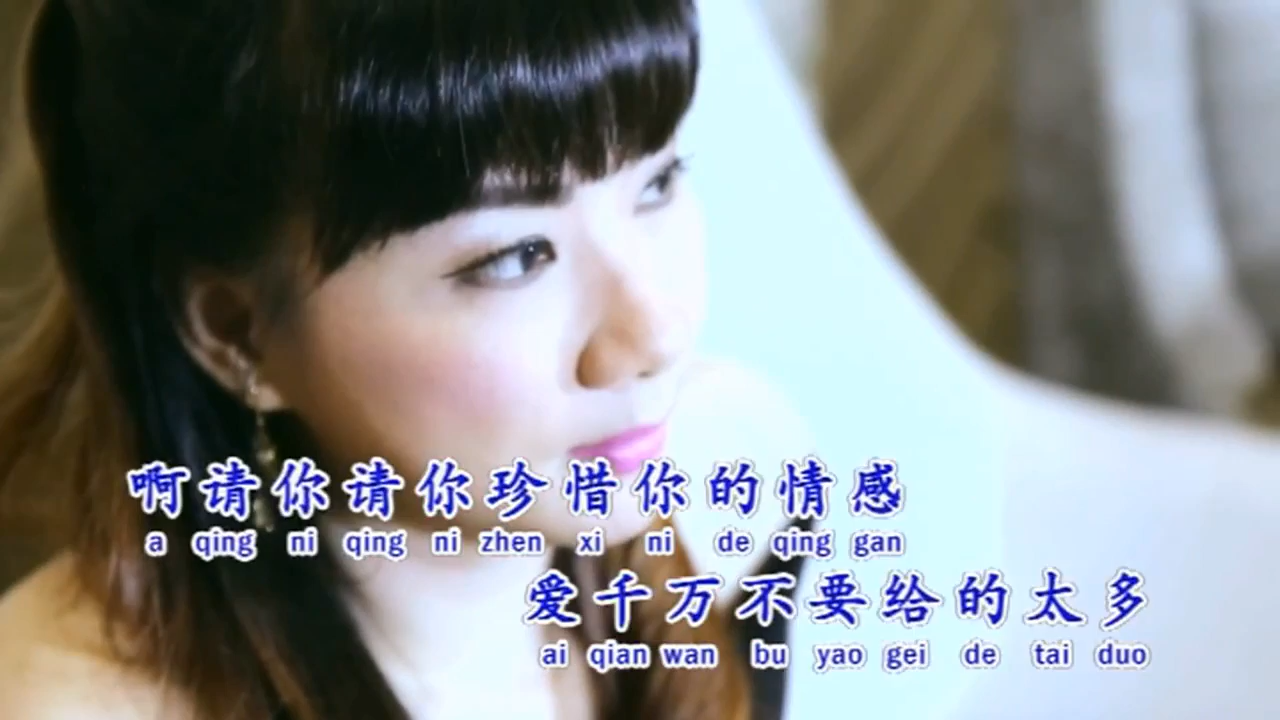 啊请你请你珍惜你的情感
a qing ni qing ni zhen xi ni de qing gan
爱千万不要给的太多
ai qian wan bu yao gei de tai duo